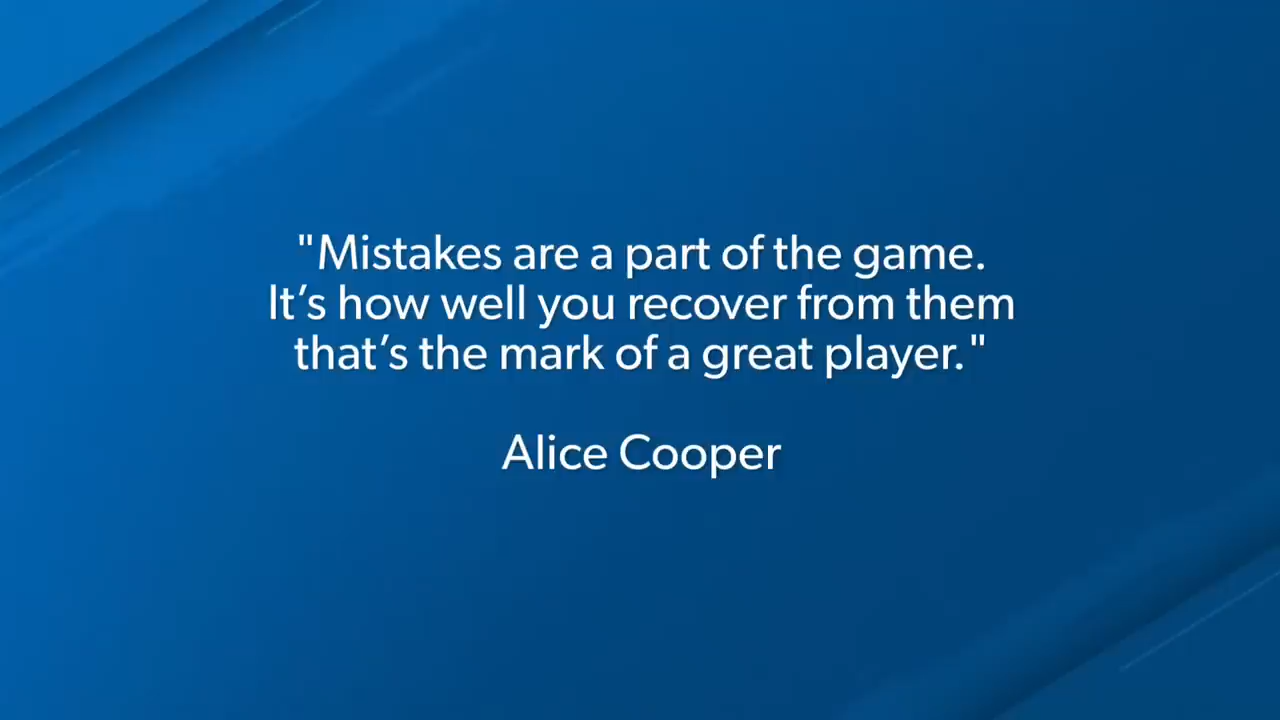 "Mistakes are a part of the game.
It’s how well you recover from them
that’s the mark of a great player."
Alice Cooper